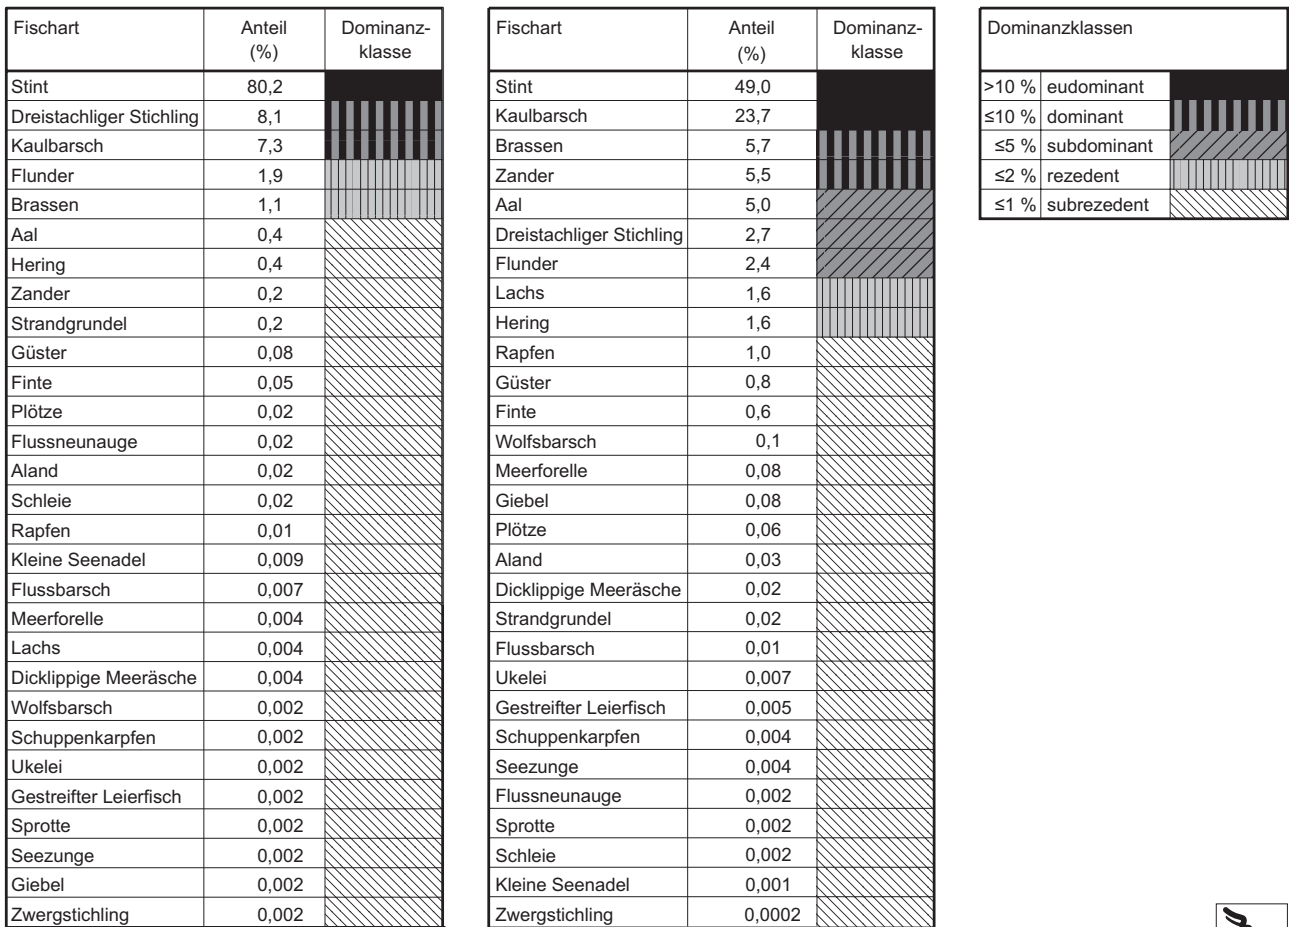 Fischart Anteil (%) Dominanz-klasse
Stint 80,2
Dreistachliger Stichling 8,1
Kaulbarsch 7,3
Flunder 1,9
Brassen 1,1
Aal 0,4
Hering 0,4
Zander 0,2
Strandgrundel 0,2
Güster 0,08
Finte 0,05
Plötze 0,02
Flussneunauge 0,02
Aland 0,02
Schleie 0,02
Rapfen 0,01
Kleine Seenadel 0,009
Flussbarsch 0,007
Meerforelle 0,004
Lachs 0,004
Dicklippige Meeräsche 0,004
Wolfsbarsch 0,002
Schuppenkarpfen 0,002
Ukelei 0,002
Gestreifter Leierfisch 0,002
Sprotte 0,002
Seezunge 0,002
Giebel 0,002
Zwergstichling 0,002
Fischart Anteil (%) Dominanz-klasse
Stint 49,0
Kaulbarsch 23,7
Brassen 5,7
Zander 5,5
Aal 5,0
Dreistachliger Stichling 2,7
Flunder 2,4
Lachs 1,6
Hering 1,6
Rapfen 1,0
Güster 0,8
Finte 0,6
Wolfsbarsch 0,1
Meerforelle 0,08
Giebel 0,08
Plötze 0,06
Aland 0,03
Dicklippige Meeräsche 0,02
Strandgrundel 0,02
Flussbarsch 0,01
Ukelei 0,007
Gestreifter Leierfisch 0,005
Schuppenkarpfen 0,004
Seezunge 0,004
Flussneunauge 0,002
Sprotte 0,002
Schleie 0,002
Kleine Seenadel 0,001
Zwergstichling 0,0002
Dominanzklassen
>10 % eudominant
≤10 % dominant
≤5 % subdominant
≤2 % rezedent
≤1 % subrezedent